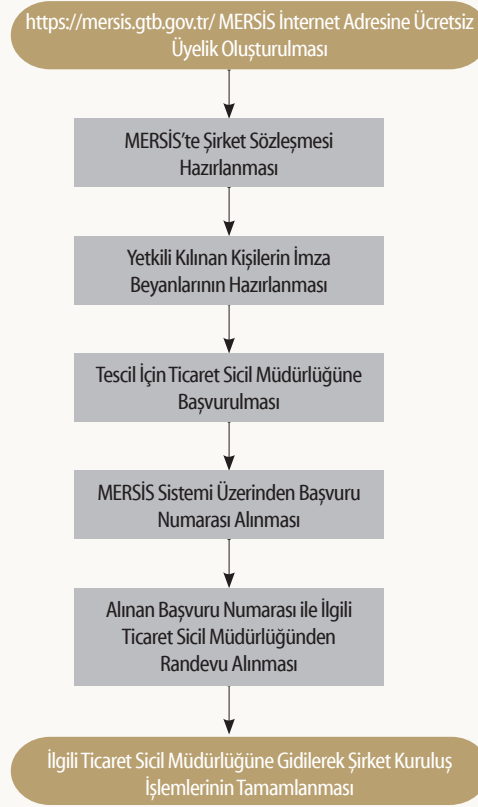 https://mersis.gtb.gov.tr/ MERSİS İnternet Adresine Ücretsiz
Üyelik Oluşturulması
MERSİS’te Şirket Sözleşmesi
Hazırlanması
Yetkili Kılınan Kişilerin İmza
Beyanlarının Hazırlanması
Tescil İçin Ticaret Sicil Müdürlüğüne
Başvurulması
MERSİS Sistemi Üzerinden Başvuru
Numarası Alınması
Alınan Başvuru Numarası ile İlgili
Ticaret Sicil Müdürlüğünden
Randevu Alınması
İlgili Ticaret Sicil Müdürlüğüne Gidilerek Şirket Kuruluş
İşlemlerinin Tamamlanması